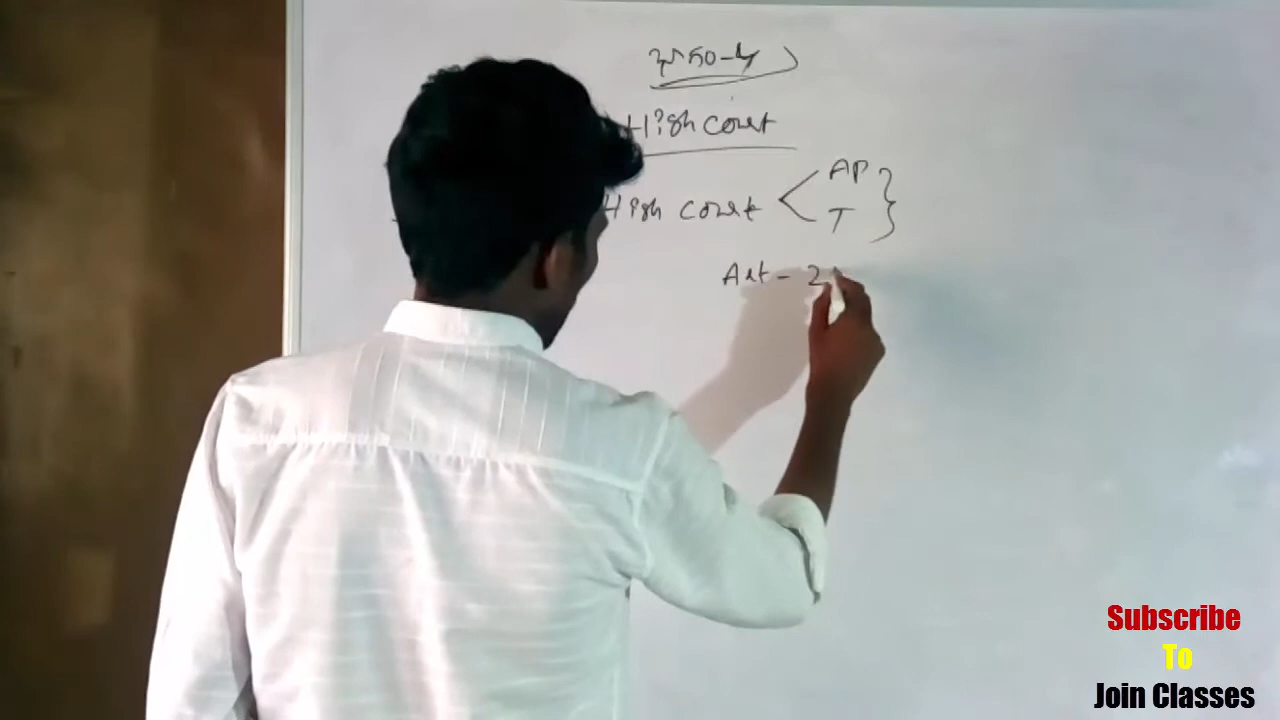 High court
High court < AP
T }
Art - 2
Subscribe
To
Join Classes